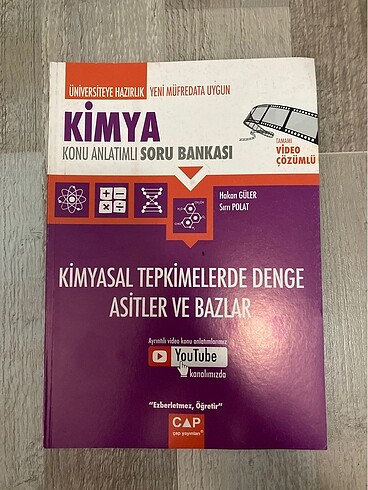 ÜNİVERSİTEYE HAZIRLIK YENİ MÜFREDATA UYGUN
KİMYA
KONU ANLATIMLI SORU BANKASI
TAMAMI
VİDEO
ÇÖZÜMLÜ
Hakan GÜLER
Sırrı POLAT
KİMYASAL TEPKİMELERDE DENGE
ASİTLER VE BAZLAR
Ayrıntılı video konu anlatımlarımız
YouTube
kanalımızda
"Ezberletmez, Öğretir"
ÇAP
çap yayınları